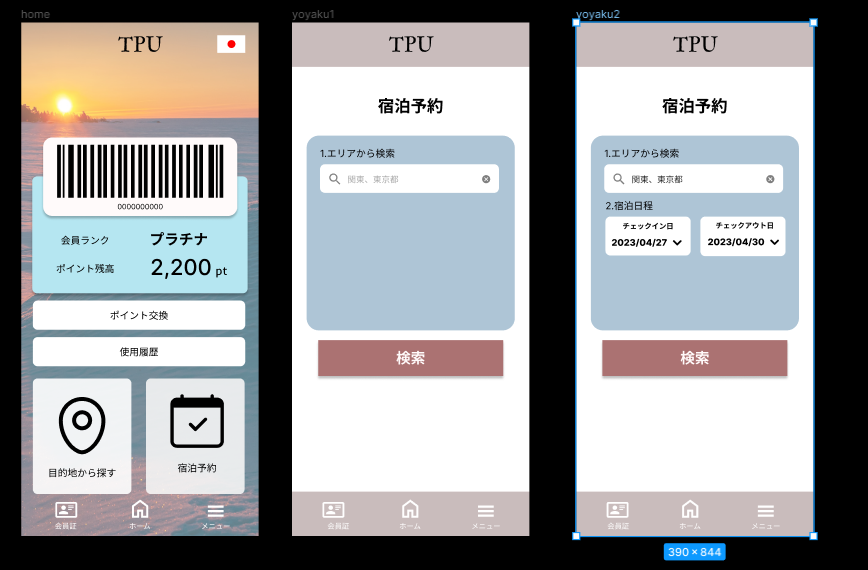 home
TPU
0000000000
会員ランク プラチナ
ポイント残高 2,200 pt
ポイント交換
使用履歴
目的地から探す
宿泊予約
会員証 ホーム メニュー
yoyaku1
TPU
宿泊予約
1.エリアから検索
関東、東京都
検索
会員証 ホーム メニュー
yoyaku2
TPU
宿泊予約
1.エリアから検索
関東、東京都
2.宿泊日程
チェックイン日 チェックアウト日
2023/04/27 2023/04/30
検索
会員証 ホーム メニュー
390 × 844